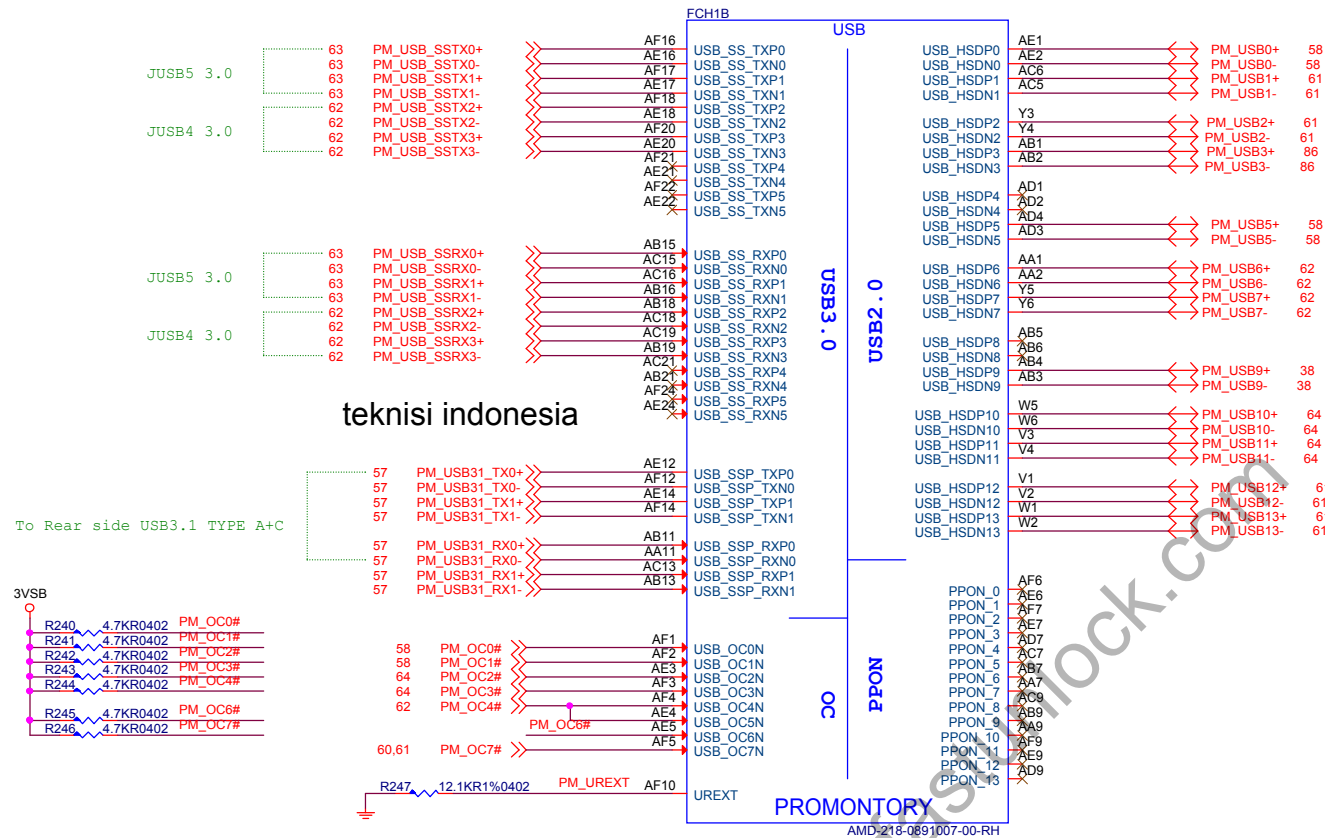 FCH1B
USB
JUSB5 3.0
63 PM_USB_SSTX0+ AF16 USB_SS_TXP0
63 PM_USB_SSTX0- AE16 USB_SS_TXN0
63 PM_USB_SSTX1+ AF17 USB_SS_TXP1
63 PM_USB_SSTX1- AE17 USB_SS_TXN1
JUSB4 3.0
62 PM_USB_SSTX2+ AF18 USB_SS_TXP2
62 PM_USB_SSTX2- AE18 USB_SS_TXN2
62 PM_USB_SSTX3+ AF20 USB_SS_TXP3
62 PM_USB_SSTX3- AE20 USB_SS_TXN3
AF21 USB_SS_TXP4
AE21 USB_SS_TXN4
AF22 USB_SS_TXP5
AE22 USB_SS_TXN5
JUSB5 3.0
63 PM_USB_SSRX0+ AB15 USB_SS_RXP0
63 PM_USB_SSRX0- AC15 USB_SS_RXN0
63 PM_USB_SSRX1+ AC16 USB_SS_RXP1
63 PM_USB_SSRX1- AB16 USB_SS_RXN1
JUSB4 3.0
62 PM_USB_SSRX2+ AB18 USB_SS_RXP2
62 PM_USB_SSRX2- AC18 USB_SS_RXN2
62 PM_USB_SSRX3+ AC19 USB_SS_RXP3
62 PM_USB_SSRX3- AB19 USB_SS_RXN3
AC21 USB_SS_RXP4
AB21 USB_SS_RXN4
AF24 USB_SS_RXP5
AE24 USB_SS_RXN5
teknisi indonesia
To Rear side USB3.1 TYPE A+C
57 PM_USB31_TX0+ AE12 USB_SSP_TXP0
57 PM_USB31_TX0- AF12 USB_SSP_TXN0
57 PM_USB31_TX1+ AE14 USB_SSP_TXP1
57 PM_USB31_TX1- AF14 USB_SSP_TXN1
57 PM_USB31_RX0+ AB11 USB_SSP_RXP0
57 PM_USB31_RX0- AA11 USB_SSP_RXN0
57 PM_USB31_RX1+ AC13 USB_SSP_RXP1
57 PM_USB31_RX1- AB13 USB_SSP_RXN1
3VSB
R240 4.7KR0402 PM_OC0#
R241 4.7KR0402 PM_OC1#
R242 4.7KR0402 PM_OC2#
R243 4.7KR0402 PM_OC3#
R244 4.7KR0402 PM_OC4#
R245 4.7KR0402 PM_OC6#
R246 4.7KR0402 PM_OC7#
58 PM_OC0# AF1 USB_OC0N
58 PM_OC1# AF2 USB_OC1N
64 PM_OC2# AE3 USB_OC2N
64 PM_OC3# AF3 USB_OC3N
62 PM_OC4# AF4 USB_OC4N
AE4 USB_OC5N
PM_OC6# AE5 USB_OC6N
60,61 PM_OC7# AF5 USB_OC7N
R247 12.1KR1%0402 PM_UREXT AF10 UREXT
USB3.0
USB2.0
OC
PPON
USB_HSDP0 AE1 PM_USB0+ 58
USB_HSDN0 AE2 PM_USB0- 58
USB_HSDP1 AC6 PM_USB1+ 61
USB_HSDN1 AC5 PM_USB1- 61
USB_HSDP2 Y3 PM_USB2+ 61
USB_HSDN2 Y4 PM_USB2- 61
USB_HSDP3 AB1 PM_USB3+ 86
USB_HSDN3 AB2 PM_USB3- 86
USB_HSDP4 AD1
USB_HSDN4 AD2
USB_HSDP5 AD4 PM_USB5+ 58
USB_HSDN5 AD3 PM_USB5- 58
USB_HSDP6 AA1 PM_USB6+ 62
USB_HSDN6 AA2 PM_USB6- 62
USB_HSDP7 Y5 PM_USB7+ 62
USB_HSDN7 Y6 PM_USB7- 62
USB_HSDP8 AB5
USB_HSDN8 AB6
USB_HSDP9 AB4 PM_USB9+ 38
USB_HSDN9 AB3 PM_USB9- 38
USB_HSDP10 W5 PM_USB10+ 64
USB_HSDN10 W6 PM_USB10- 64
USB_HSDP11 V3 PM_USB11+ 64
USB_HSDN11 V4 PM_USB11- 64
USB_HSDP12 V1 PM_USB12+ 6
USB_HSDN12 V2 PM_USB12- 61
USB_HSDP13 W1 PM_USB13+ 6
USB_HSDN13 W2 PM_USB13- 61
PPON_0 AF6
PPON_1 AE6
PPON_2 AF7
PPON_3 AE7
PPON_4 AD7
PPON_5 AC7
PPON_6 AB7
PPON_7 AA7
PPON_8 AC9
PPON_9 AB9
PPON_10 AA9
PPON_11 AF9
PPON_12 AE9
PPON_13 AD9
PROMONTORY
AMD-218-0891007-00-RH
fastunlock.com